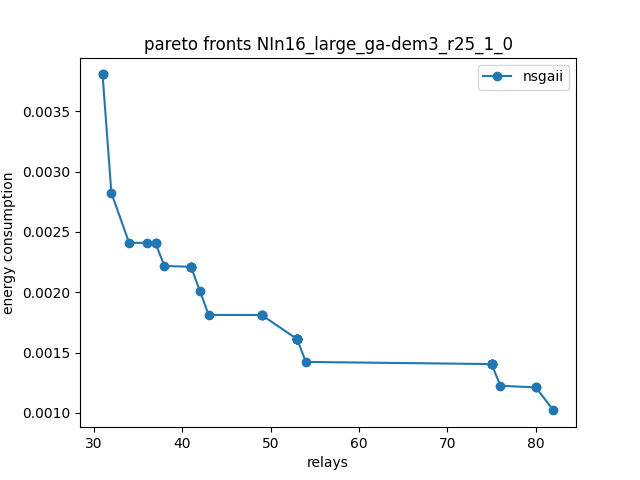 pareto fronts NIn16_large_ga-dem3_r25_1_0
nsgaii
energy consumption
0.0035
0.0030
0.0025
0.0020
0.0015
0.0010
30 40 50 60 70 80
relays